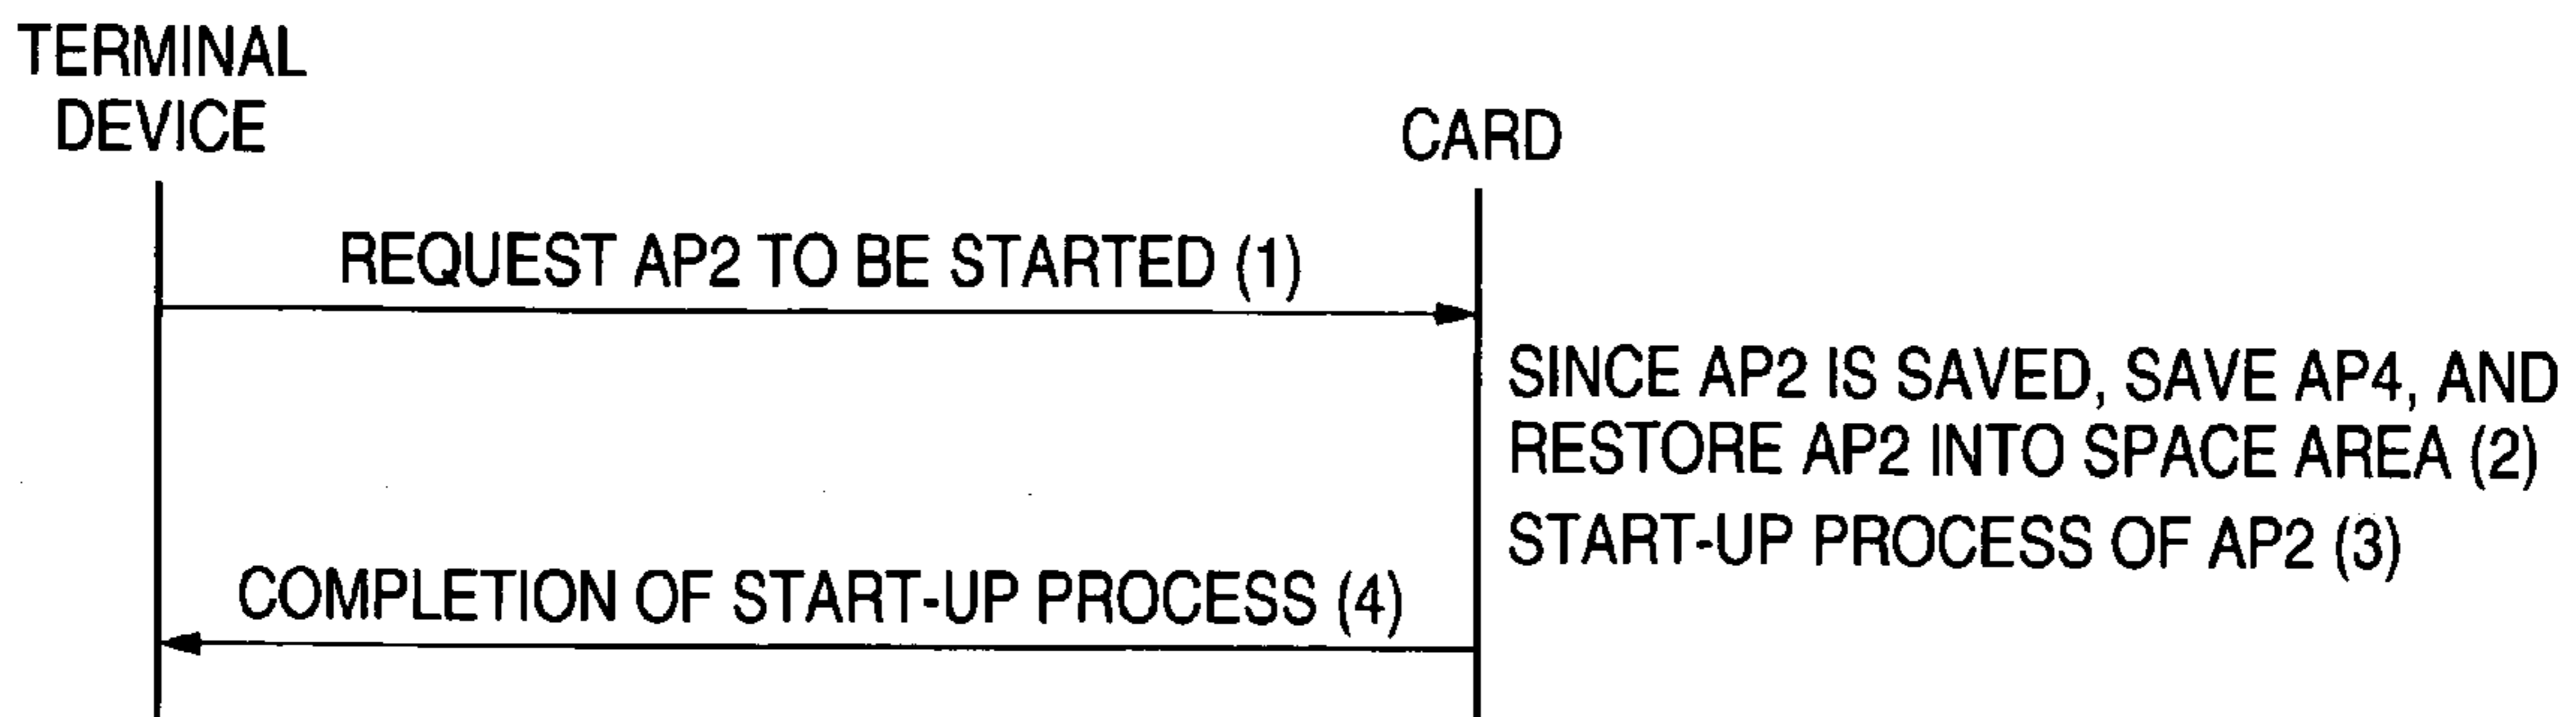 TERMINAL
DEVICE
CARD
REQUEST AP2 TO BE STARTED (1)
SINCE AP2 IS SAVED, SAVE AP4, AND
RESTORE AP2 INTO SPACE AREA (2)
START-UP PROCESS OF AP2 (3)
COMPLETION OF START-UP PROCESS (4)